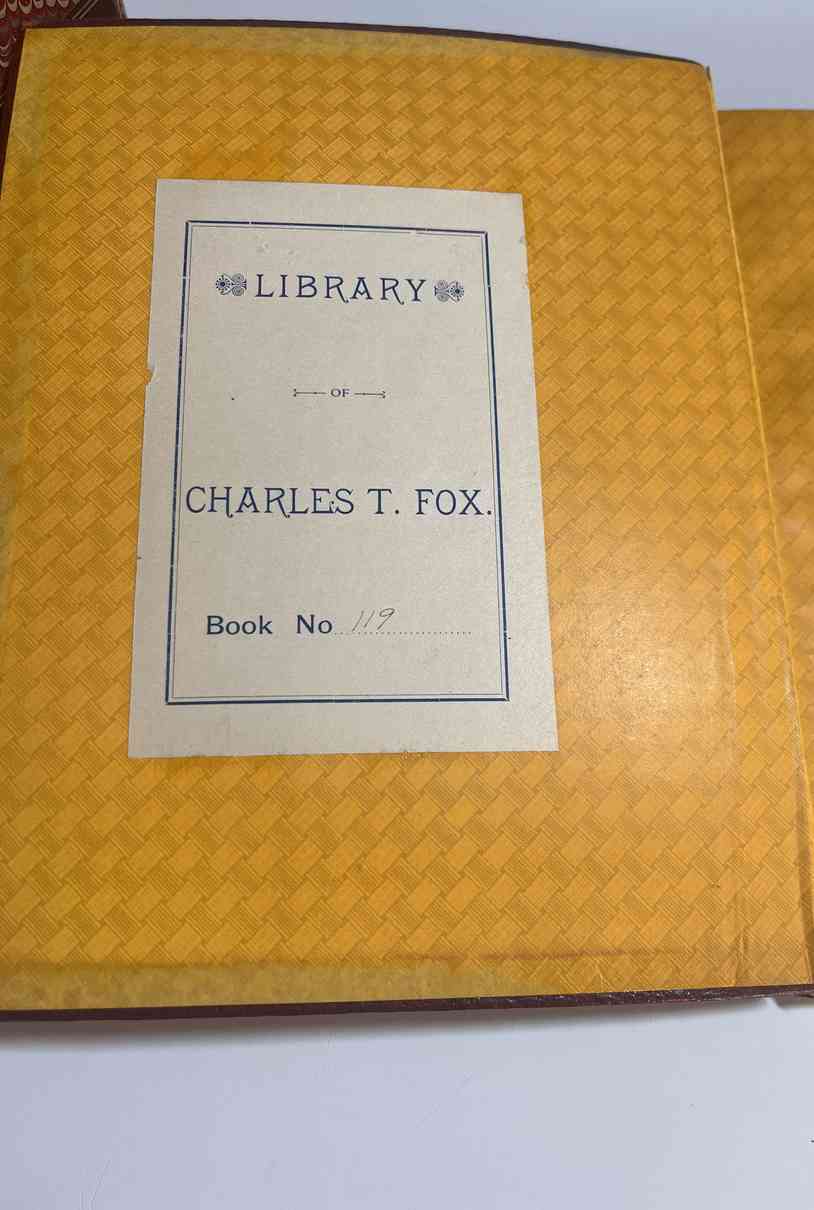 LIBRARY
OF
CHARLES T. FOX.
Book No 119